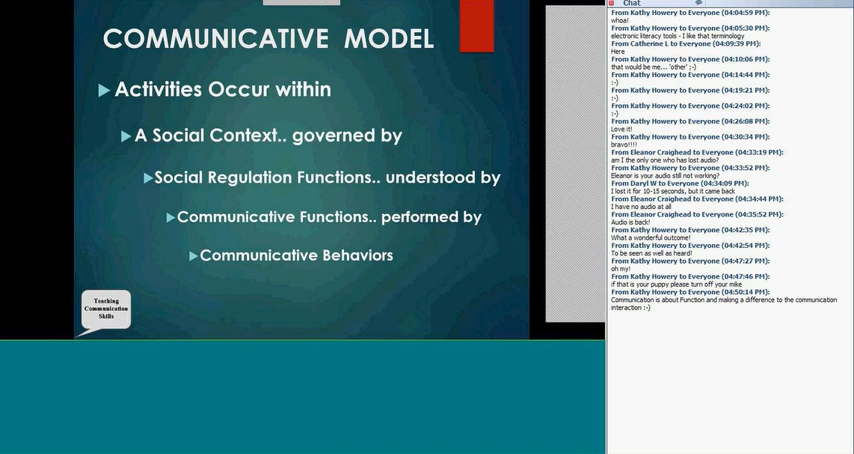 COMMUNICATIVE MODEL
Activities Occur within
A Social Context.. governed by
Social Regulation Functions.. understood by
Communicative Functions.. performed by
Communicative Behaviors
Teaching
Communication
Skills
Chat
From Kathy Howery to Everyone (04:04:59 PM):
whoa!
From Kathy Howery to Everyone (04:05:30 PM):
electronic literacy tools - I like that terminology
From Catherine L to Everyone (04:09:39 PM):
Here
From Kathy Howery to Everyone (04:10:06 PM):
that would be me... 'other' ;-)
From Kathy Howery to Everyone (04:14:44 PM):
:-)
From Kathy Howery to Everyone (04:19:21 PM):
:-)
From Kathy Howery to Everyone (04:24:02 PM):
:-)
From Kathy Howery to Everyone (04:26:08 PM):
Love it!
From Kathy Howery to Everyone (04:30:34 PM):
bravo!!!!
From Eleanor Craighead to Everyone (04:33:19 PM):
am I the only one who has lost audio?
From Kathy Howery to Everyone (04:33:52 PM):
Eleanor is your audio still not working?
From Daryl W to Everyone (04:34:09 PM):
I lost it for 10-15 seconds, but it came back
From Eleanor Craighead to Everyone (04:34:44 PM):
I have no audio at all
From Eleanor Craighead to Everyone (04:35:52 PM):
Audio is back!
From Kathy Howery to Everyone (04:42:35 PM):
What a wonderful outcome!
From Kathy Howery to Everyone (04:42:54 PM):
To be seen as well as heard!
From Kathy Howery to Everyone (04:47:27 PM):
oh my!
From Kathy Howery to Everyone (04:47:46 PM):
if that is your puppy please turn off your mike
From Kathy Howery to Everyone (04:50:14 PM):
Communication is about Function and making a difference to the communication
interaction :-)